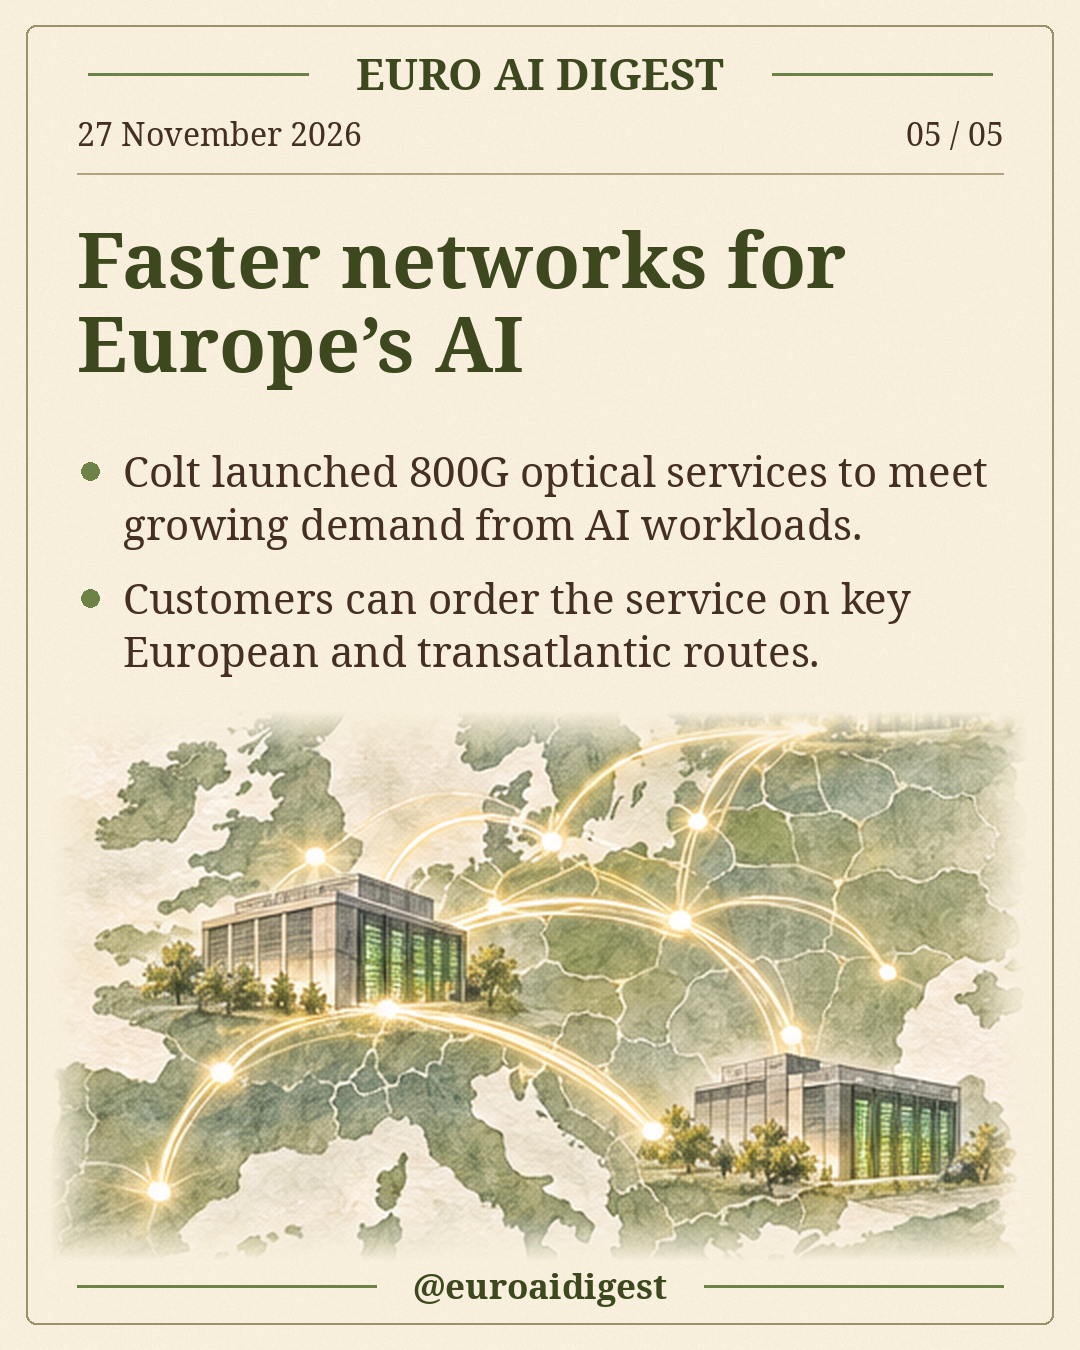 EURO AI DIGEST
27 November 2026
05 / 05
Faster networks for
Europe’s AI
Colt launched 800G optical services to meet
growing demand from AI workloads.
Customers can order the service on key
European and transatlantic routes.
@euroaidigest